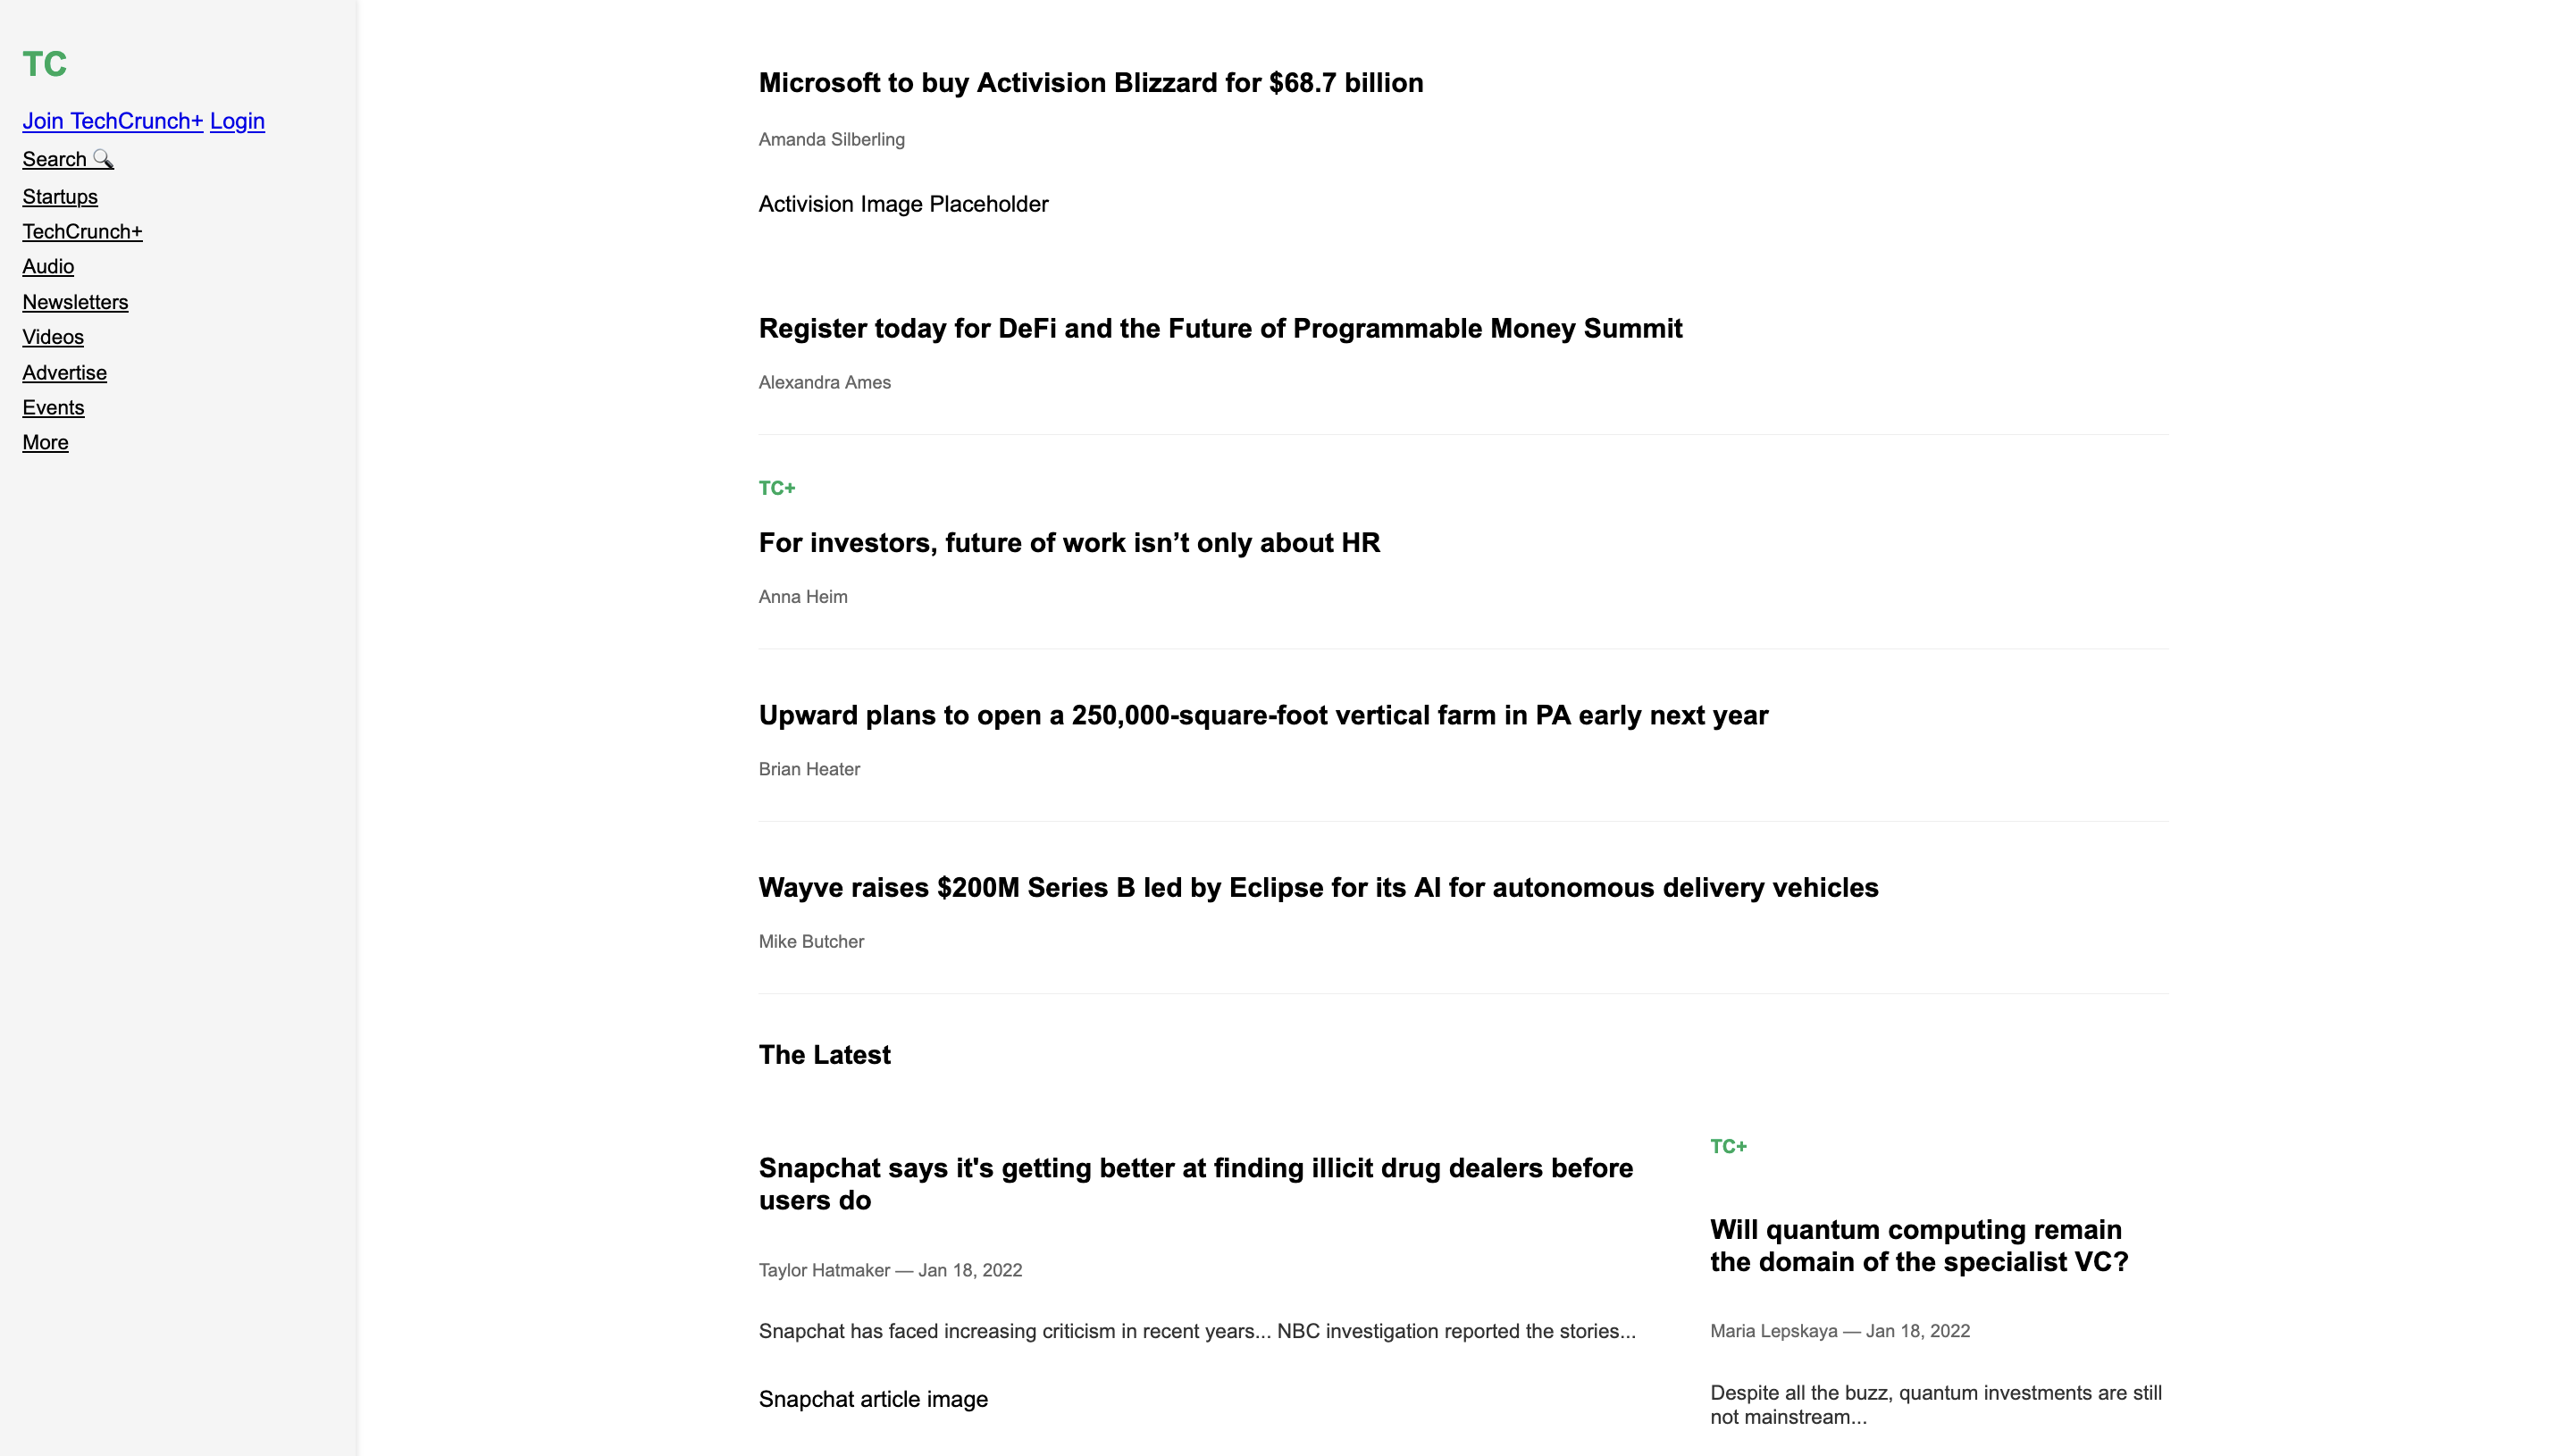 TC
Join TechCrunch+ Login
Search 🔍
Startups
TechCrunch+
Audio
Newsletters
Videos
Advertise
Events
More
Microsoft to buy Activision Blizzard for $68.7 billion
Amanda Silberling
Activision Image Placeholder
Register today for DeFi and the Future of Programmable Money Summit
Alexandra Ames
TC+
For investors, future of work isn’t only about HR
Anna Heim
Upward plans to open a 250,000-square-foot vertical farm in PA early next year
Brian Heater
Wayve raises $200M Series B led by Eclipse for its AI for autonomous delivery vehicles
Mike Butcher
The Latest
Snapchat says it's getting better at finding illicit drug dealers before
users do
Taylor Hatmaker — Jan 18, 2022
Snapchat has faced increasing criticism in recent years... NBC investigation reported the stories...
Snapchat article image
TC+
Will quantum computing remain
the domain of the specialist VC?
Maria Lepskaya — Jan 18, 2022
Despite all the buzz, quantum investments are still
not mainstream...